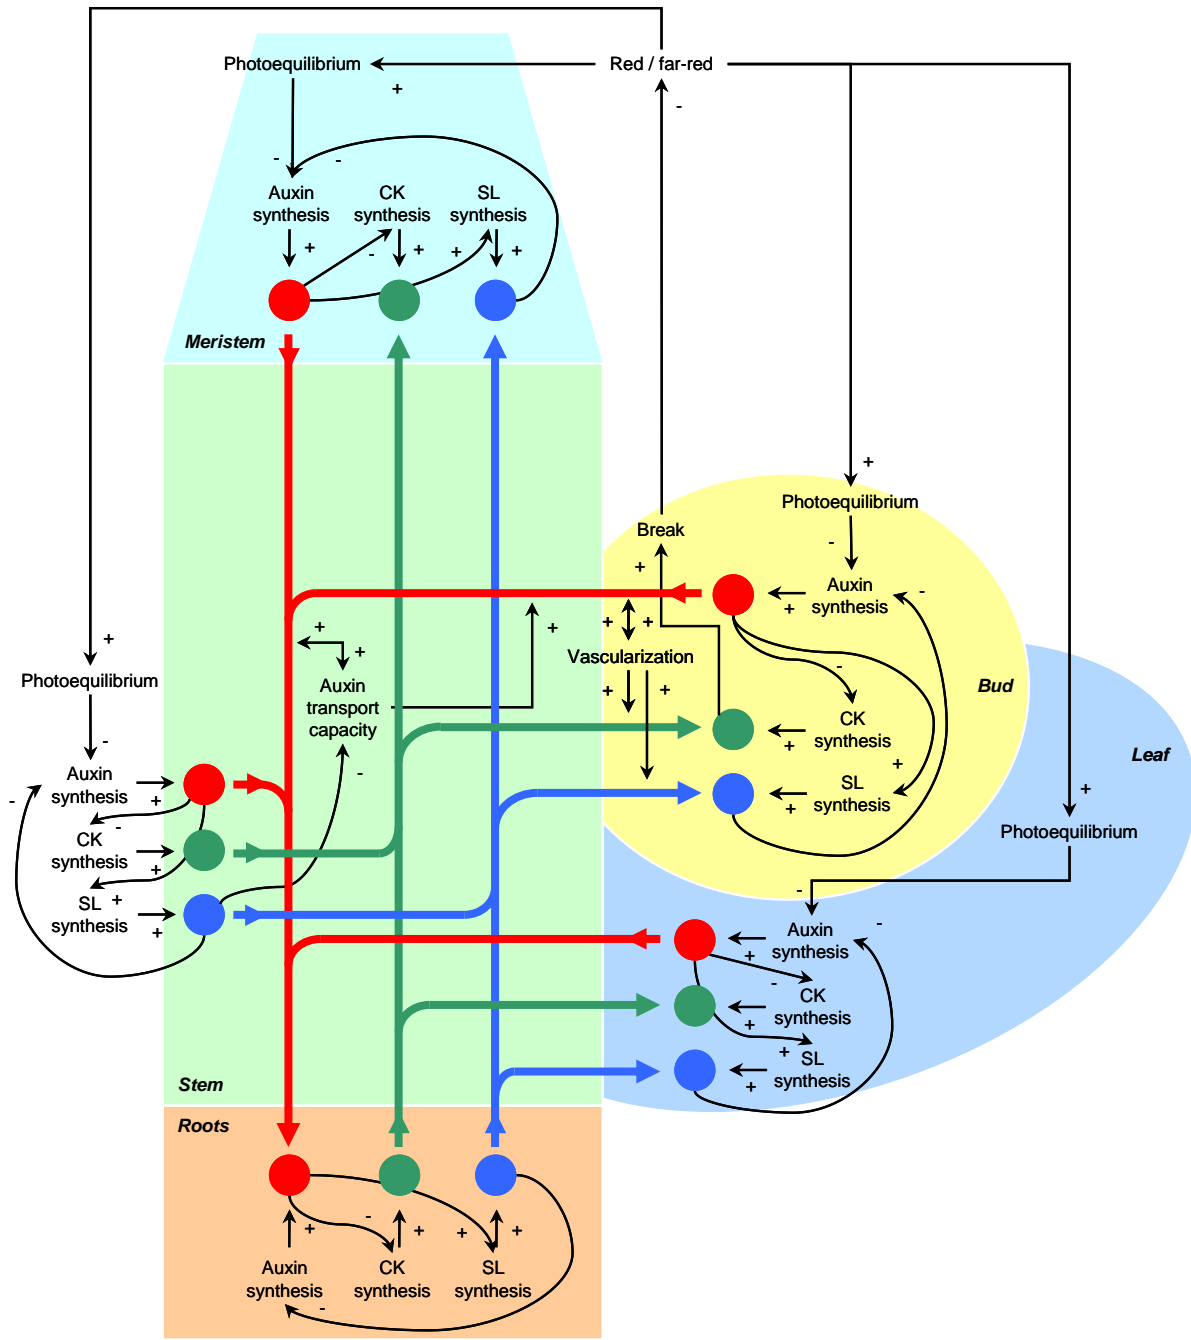 Photoequilibrium
Red / far-red
+
-
-
-
Auxin
synthesis
CK
synthesis
SL
synthesis
+
-
+
+
+
Meristem
+
Photoequilibrium
-
Break
+
Auxin
synthesis
+
-
+
+
+
+
+
+
Vascularization
+
+
-
Photoequilibrium
Auxin
transport
capacity
Bud
CK
synthesis
+
-
Leaf
-
Auxin
synthesis
+
-
-
CK
synthesis
+
SL
synthesis
+
+
SL
synthesis
+
+
+
Photoequilibrium
-
Auxin
synthesis
-
+
-
CK
synthesis
+
+
SL
synthesis
+
Stem
Roots
+
-
+
+
+
Auxin
synthesis
CK
synthesis
SL
synthesis
-